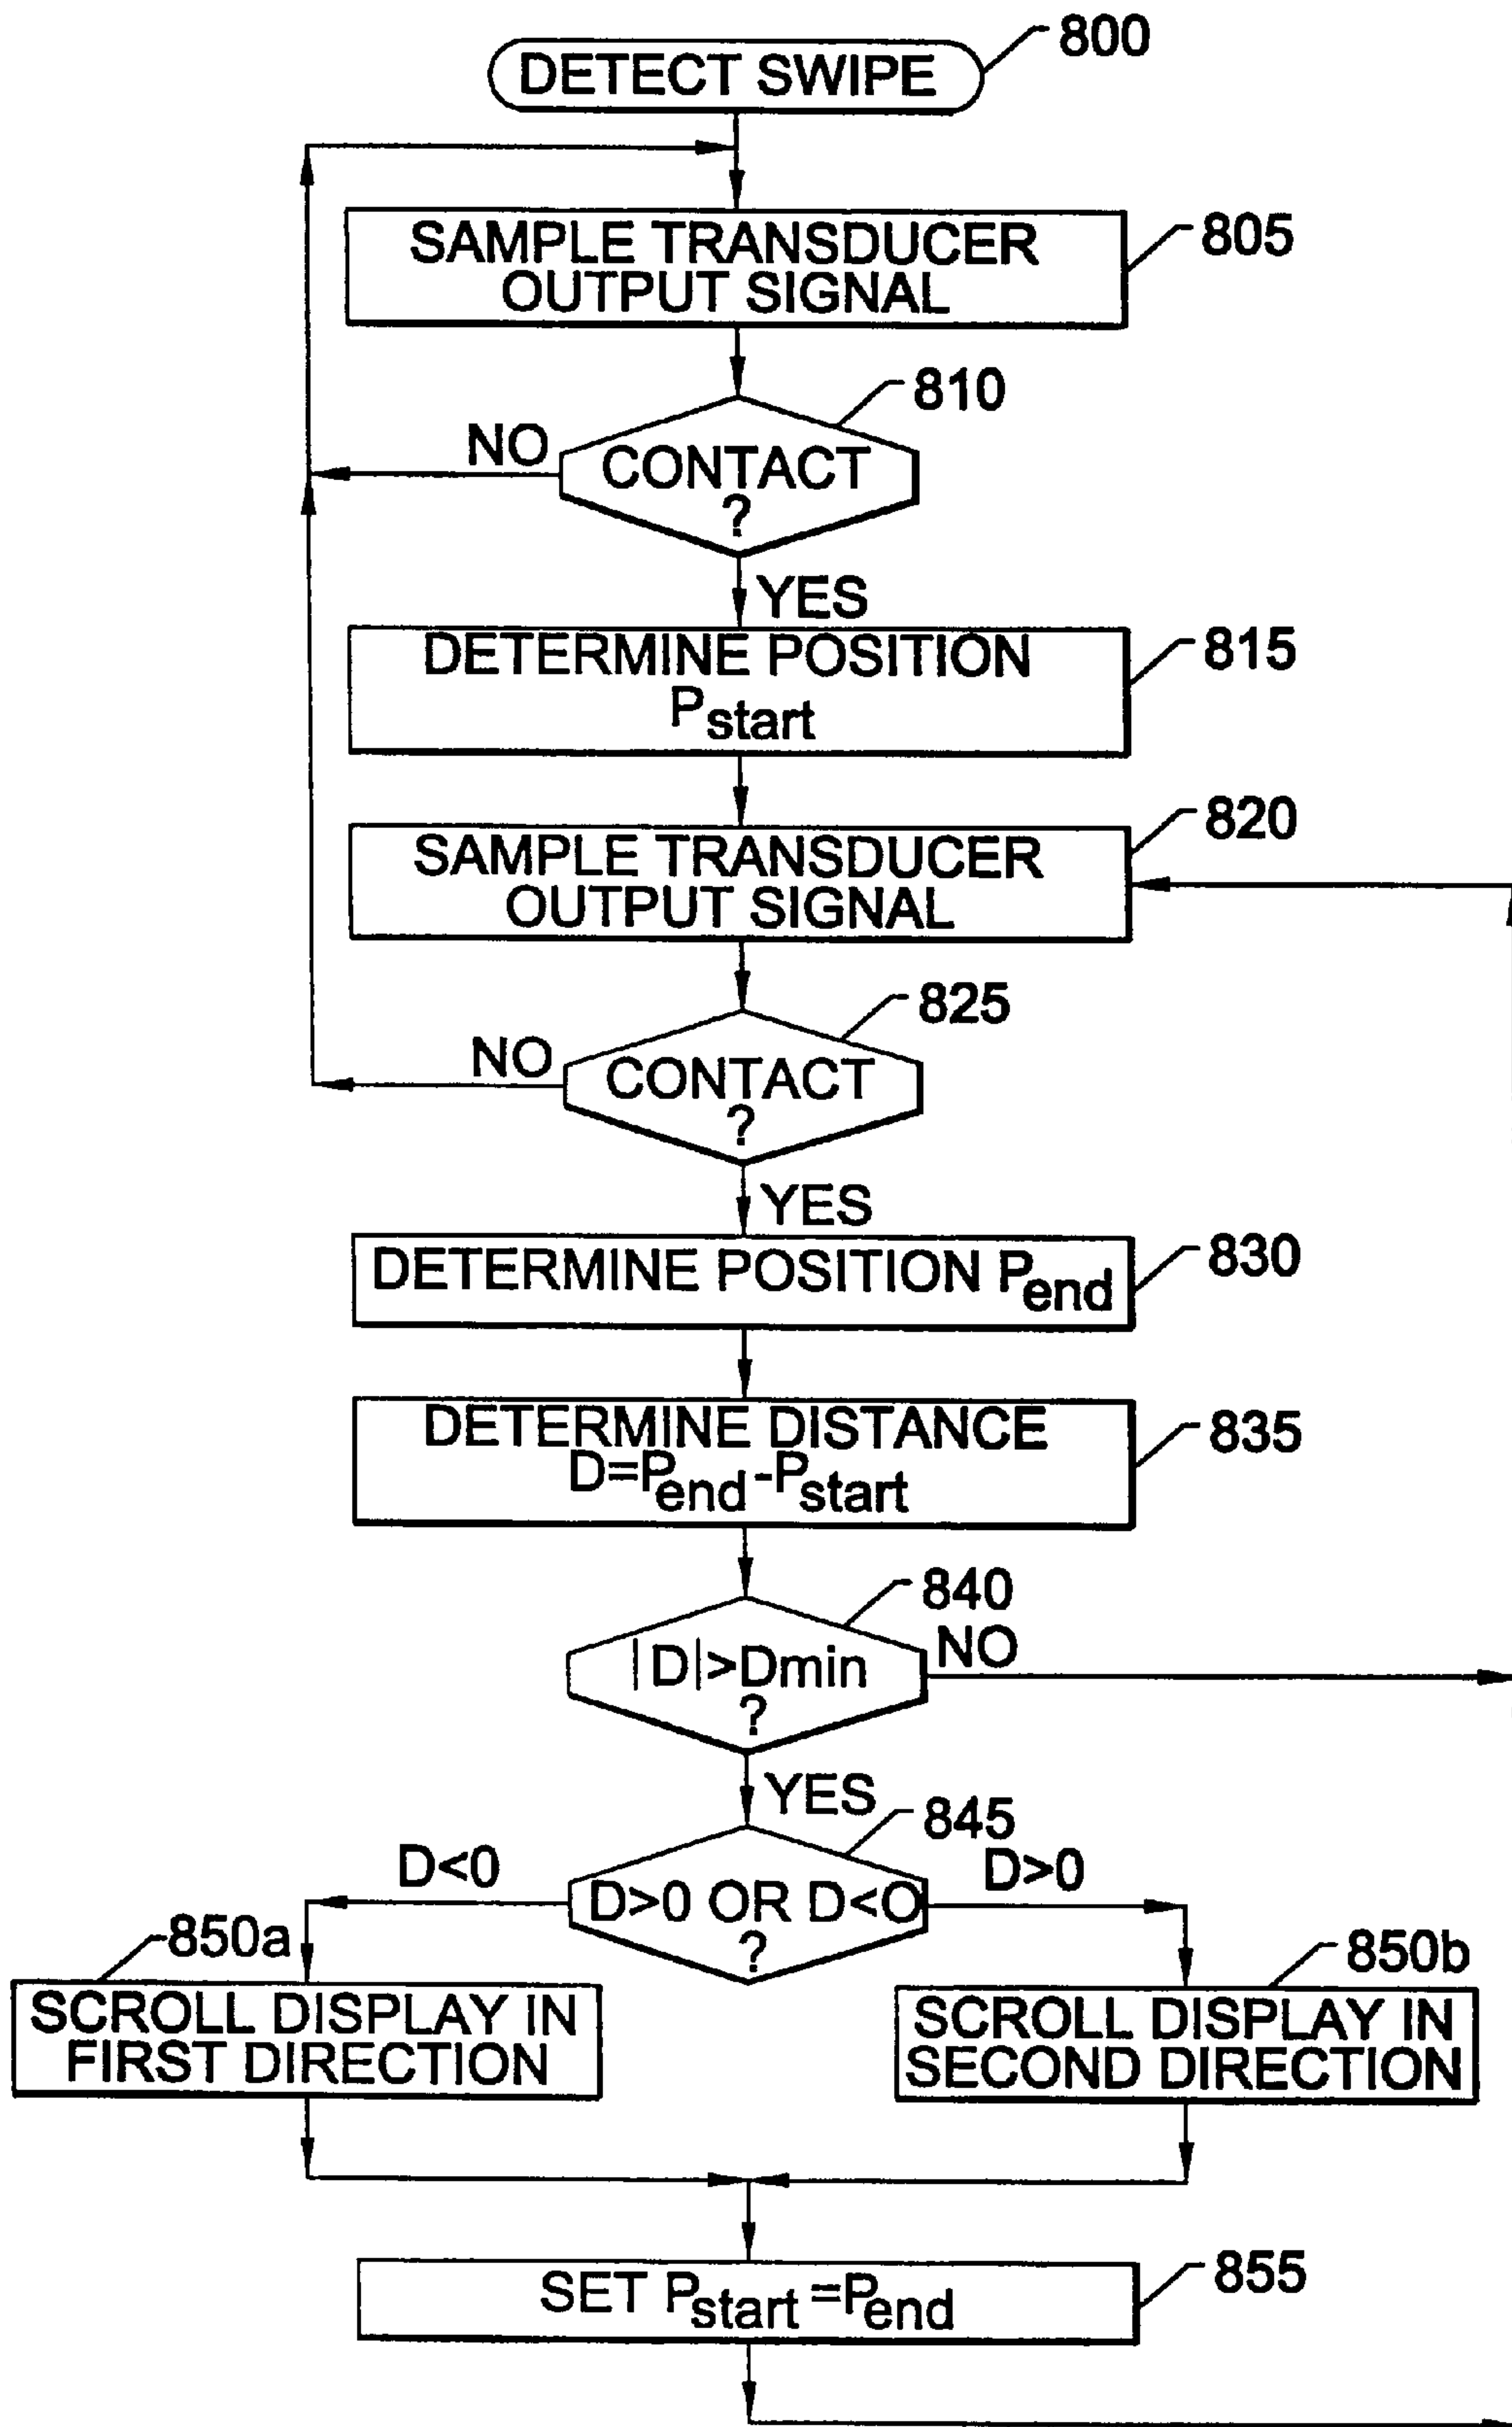 DETECT SWIPE
800
SAMPLE TRANSDUCER
OUTPUT SIGNAL
805
810
NO
CONTACT
?
YES
DETERMINE POSITION
Pstart
815
SAMPLE TRANSDUCER
OUTPUT SIGNAL
820
825
NO
CONTACT
?
YES
DETERMINE POSITION Pend
830
DETERMINE DISTANCE
D=Pend-Pstart
835
840
|D|>Dmin
?
NO
YES
845
D<0
D>0 OR D<O
?
D>0
850a
SCROLL DISPLAY IN
FIRST DIRECTION
850b
SCROLL DISPLAY IN
SECOND DIRECTION
SET Pstart=Pend
855